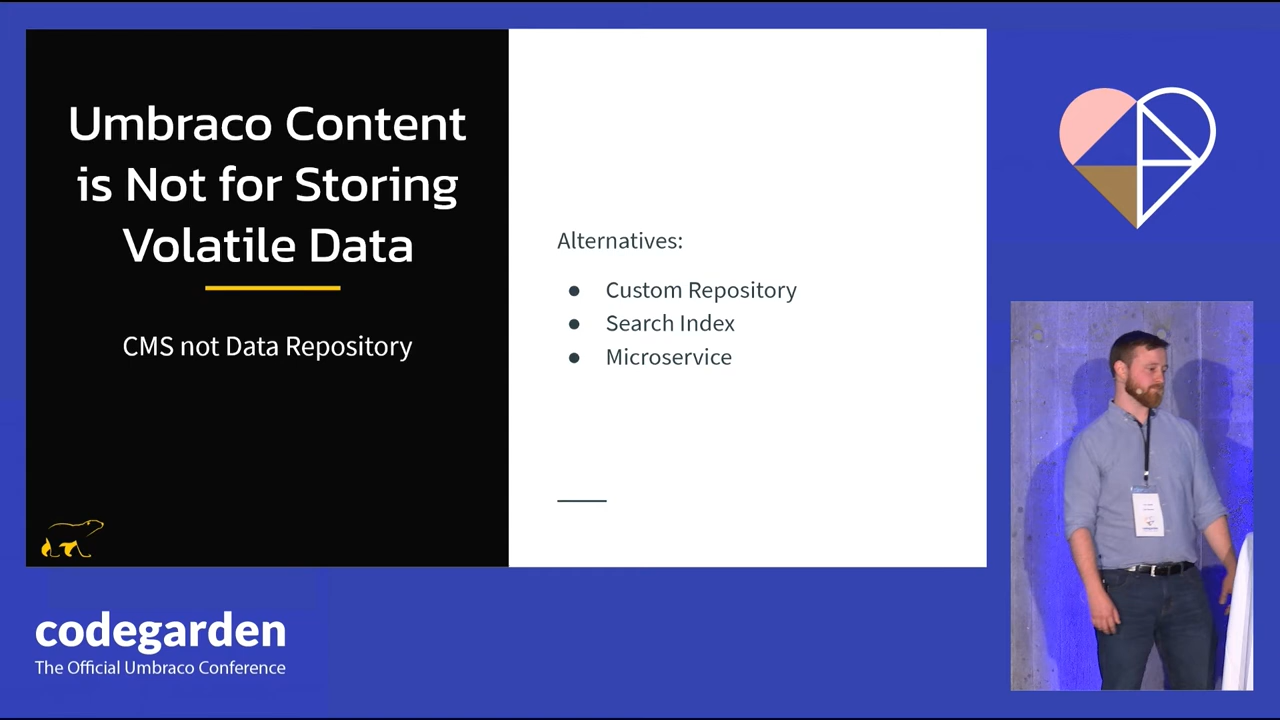 Umbraco Content
is Not for Storing
Volatile Data
CMS not Data Repository
Alternatives:
● Custom Repository
● Search Index
● Microservice
codegarden
The Official Umbraco Conference